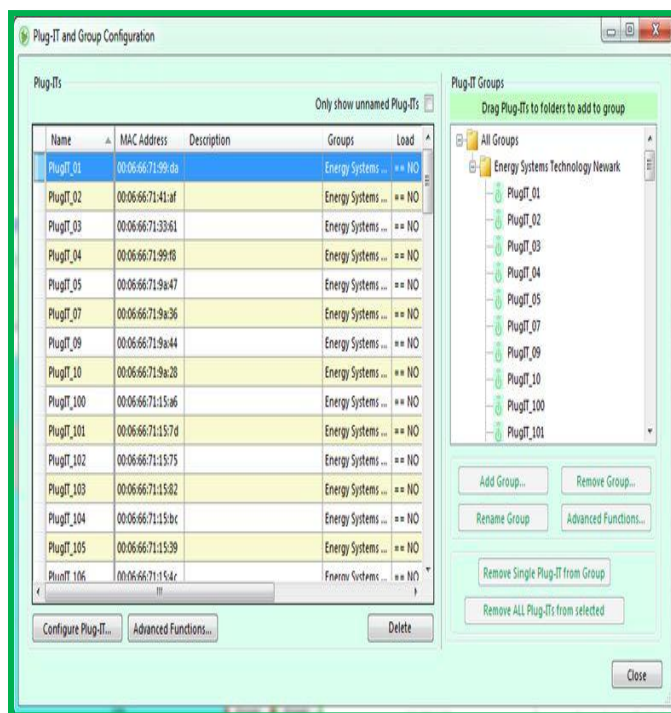 Plug-IT and Group Configuration
Plug-ITs
Only show unnamed Plug-ITs
Name MAC Address Description Groups Load
PlugIT_01 00:06:66:71:99:da Energy Systems ... == NO
PlugIT_02 00:06:66:71:41:af Energy Systems ... == NO
PlugIT_03 00:06:66:71:33:61 Energy Systems ... == NO
PlugIT_04 00:06:66:71:99:f8 Energy Systems ... == NO
PlugIT_05 00:06:66:71:9a:47 Energy Systems ... == NO
PlugIT_07 00:06:66:71:9a:36 Energy Systems ... == NO
PlugIT_09 00:06:66:71:9a:44 Energy Systems ... == NO
PlugIT_10 00:06:66:71:9a:28 Energy Systems ... == NO
PlugIT_100 00:06:66:71:15:a6 Energy Systems ... == NO
PlugIT_101 00:06:66:71:15:7d Energy Systems ... == NO
PlugIT_102 00:06:66:71:15:75 Energy Systems ... == NO
PlugIT_103 00:06:66:71:15:82 Energy Systems ... == NO
PlugIT_104 00:06:66:71:15:bc Energy Systems ... == NO
PlugIT_105 00:06:66:71:15:39 Energy Systems ... == NO
PlugIT_106 00:06:66:71:15:4c Energy Systems ... == NO
Configure Plug-IT... Advanced Functions... Delete
Plug-IT Groups
Drag Plug-ITs to folders to add to group
All Groups
Energy Systems Technology Newark
PlugIT_01
PlugIT_02
PlugIT_03
PlugIT_04
PlugIT_05
PlugIT_07
PlugIT_09
PlugIT_10
PlugIT_100
PlugIT_101
Add Group... Remove Group...
Rename Group Advanced Functions...
Remove Single Plug-IT from Group
Remove ALL Plug-ITs from selected
Close